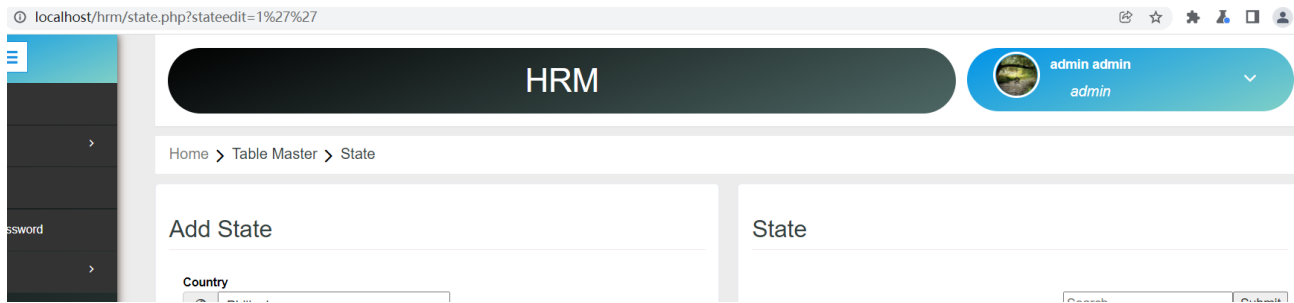 localhost/hrm/state.php?stateedit=1%27%27
HRM
admin admin
admin
Home > Table Master > State
ssword
Add State
State
Country
Search
Submit